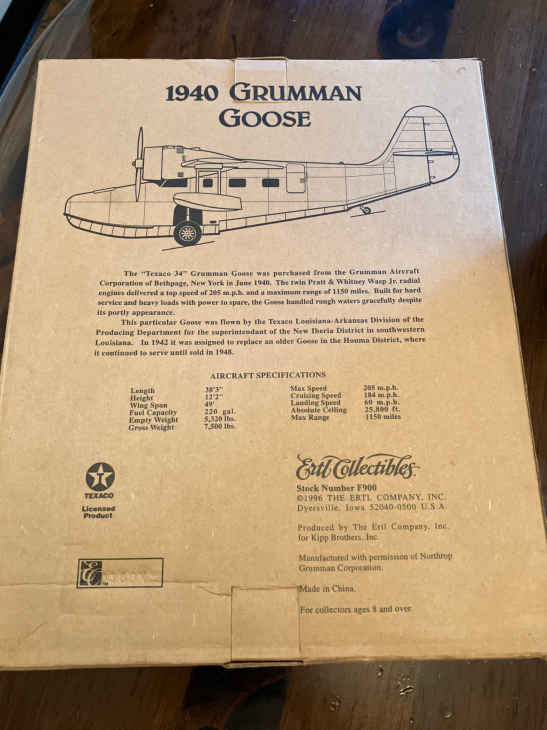 1940 GRUMMAN
GOOSE
The "Texaco 34" Grumman Goose was purchased from the Grumman Aircraft
Corporation of Bethpage, New York in June 1940. The twin Pratt & Whitney Wasp Jr. radial
engines delivered a top speed of 205 m.p.h. and a maximum range of 1150 miles. Built for hard
service and heavy loads with power to spare, the Goose handled rough waters gracefully despite
its portly appearance.
This particular Goose was flown by the Texaco Louisiana-Arkansas Division of the
Producing Department for the superintendant of the New Iberia District in southwestern
Louisiana. In 1942 it was assigned to replace an older Goose in the Houma District, where
it continued to serve until sold in 1948.
AIRCRAFT SPECIFICATIONS
Length 38'3"
Height 12'2"
Wing Span 49'
Fuel Capacity 220 gal.
Empty Weight 5,320 lbs.
Gross Weight 7,500 lbs.
Max Speed 205 m.p.h.
Cruising Speed 184 m.p.h.
Landing Speed 60 m.p.h.
Absolute Ceiling 25,800 ft.
Max Range 1150 miles
T
TEXACO
Licensed
Product
Ertl Collectibles
Stock Number F900
©1996 THE ERTL COMPANY, INC.
Dyersville, Iowa 52040-0500 U.S.A.
Produced by The Ertl Company, Inc.
for Kipp Brothers, Inc.
Manufactured with permission of Northrop
Grumman Corporation.
Made in China.
For collectors ages 8 and over